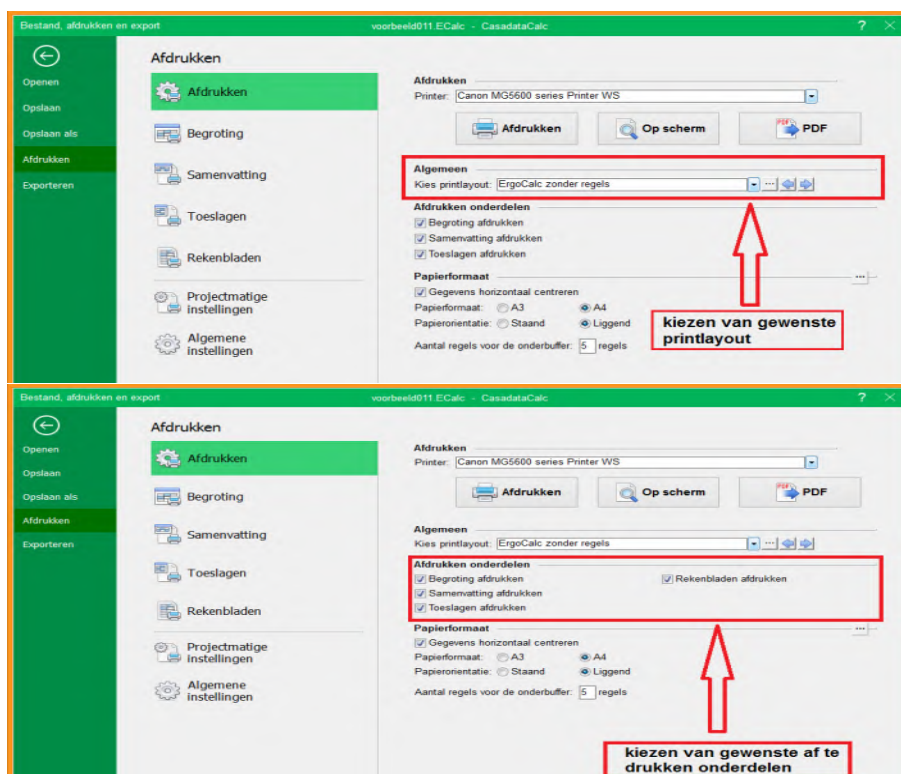 Bestand, afdrukken en export voorbeeld011.ECalc - CasadataCalc ?
Openen
Opslaan
Opslaan als
Afdrukken
Exporteren
Afdrukken
Afdrukken
Begroting
Samenvatting
Toeslagen
Rekenbladen
Projectmatige
instellingen
Algemene
instellingen
Afdrukken
Printer: Canon MG5600 series Printer WS
Afdrukken Op scherm PDF PDF
Algemeen
Kies printlayout: ErgoCalc zonder regels ...
Afdrukken onderdelen
Begroting afdrukken
Samenvatting afdrukken
Toeslagen afdrukken
Papierformaat ...
Gegevens horizontaal centreren
Papierformaat: A3 A4
Papierorientatie: Staand Liggend
Aantal regels voor de onderbuffer: 5 regels
kiezen van gewenste
printlayout
Bestand, afdrukken en export voorbeeld011.ECalc - CasadataCalc ?
Openen
Opslaan
Opslaan als
Afdrukken
Exporteren
Afdrukken
Afdrukken
Begroting
Samenvatting
Toeslagen
Rekenbladen
Projectmatige
instellingen
Algemene
instellingen
Afdrukken
Printer: Canon MG5600 series Printer WS
Afdrukken Op scherm PDF PDF
Algemeen
Kies printlayout: ErgoCalc zonder regels ...
Afdrukken onderdelen
Begroting afdrukken Rekenbladen afdrukken
Samenvatting afdrukken
Toeslagen afdrukken
Papierformaat ...
Gegevens horizontaal centreren
Papierformaat: A3 A4
Papierorientatie: Staand Liggend
Aantal regels voor de onderbuffer: 5 regels
kiezen van gewenste af te
drukken onderdelen